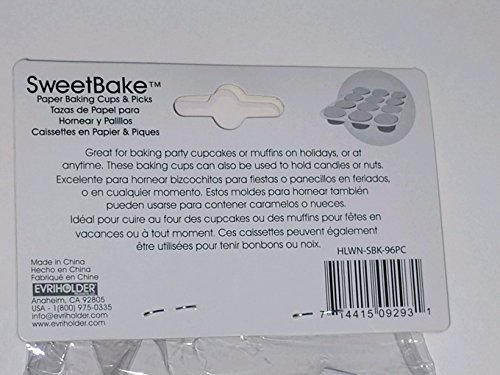 SweetBake™
Paper Baking Cups & Picks
Tazas de Papel para
Hornear y Palillos
Caissettes en Papier & Piques
Great for baking party cupcakes or muffins on holidays, or at
anytime. These baking cups can also be used to hold candies or nuts.
Excelente para hornear bizcochitos para fiestas o panecillos en feriados,
o en cualquier momento. Estos moldes para hornear también
pueden usarse para contener caramelos o nueces.
Idéal pour cuire au four des cupcakes ou des muffins pour fêtes en
vacances ou à tout moment. Ces caissettes peuvent également
être utilisées pour tenir bonbons ou noix.
Made in China
Hecho en China
Fabriqué en Chine
EVRIHOLDER
Anaheim, CA 92805
USA - 1(800) 975-0335
info@evriholder.com
www.evriholder.com
HLWN-SBK-96PC
7 14415 09293 1